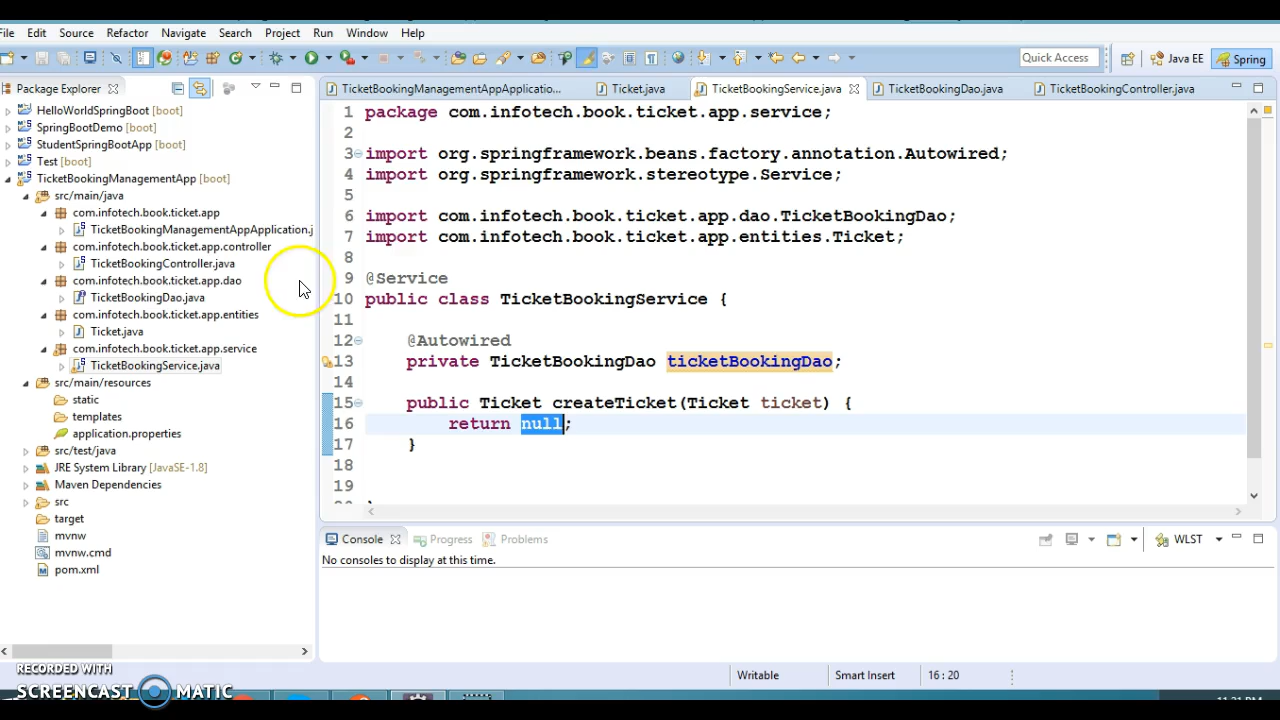 File Edit Source Refactor Navigate Search Project Run Window Help
Quick Access
Java EE
Spring
Package Explorer
TicketBookingManagementAppApplicatio...
Ticket.java
TicketBookingService.java
TicketBookingDao.java
TicketBookingController.java
HelloWorldSpringBoot [boot]
SpringBootDemo [boot]
StudentSpringBootApp [boot]
Test [boot]
TicketBookingManagementApp [boot]
src/main/java
com.infotech.book.ticket.app
TicketBookingManagementAppApplication.j
com.infotech.book.ticket.app.controller
TicketBookingController.java
com.infotech.book.ticket.app.dao
TicketBookingDao.java
com.infotech.book.ticket.app.entities
Ticket.java
com.infotech.book.ticket.app.service
TicketBookingService.java
src/main/resources
static
templates
application.properties
src/test/java
JRE System Library [JavaSE-1.8]
Maven Dependencies
src
target
mvnw
mvnw.cmd
pom.xml
1 package com.infotech.book.ticket.app.service;
2
3 import org.springframework.beans.factory.annotation.Autowired;
4 import org.springframework.stereotype.Service;
5
6 import com.infotech.book.ticket.app.dao.TicketBookingDao;
7 import com.infotech.book.ticket.app.entities.Ticket;
8
9 @Service
10 public class TicketBookingService {
11
12 @Autowired
13 private TicketBookingDao ticketBookingDao;
14
15 public Ticket createTicket(Ticket ticket) {
16 return null;
17 }
18
19
Console
Progress
Problems
WLST
No consoles to display at this time.
Writable
Smart Insert
16 : 20
RECORDED WITH
SCREENCAST MATIC